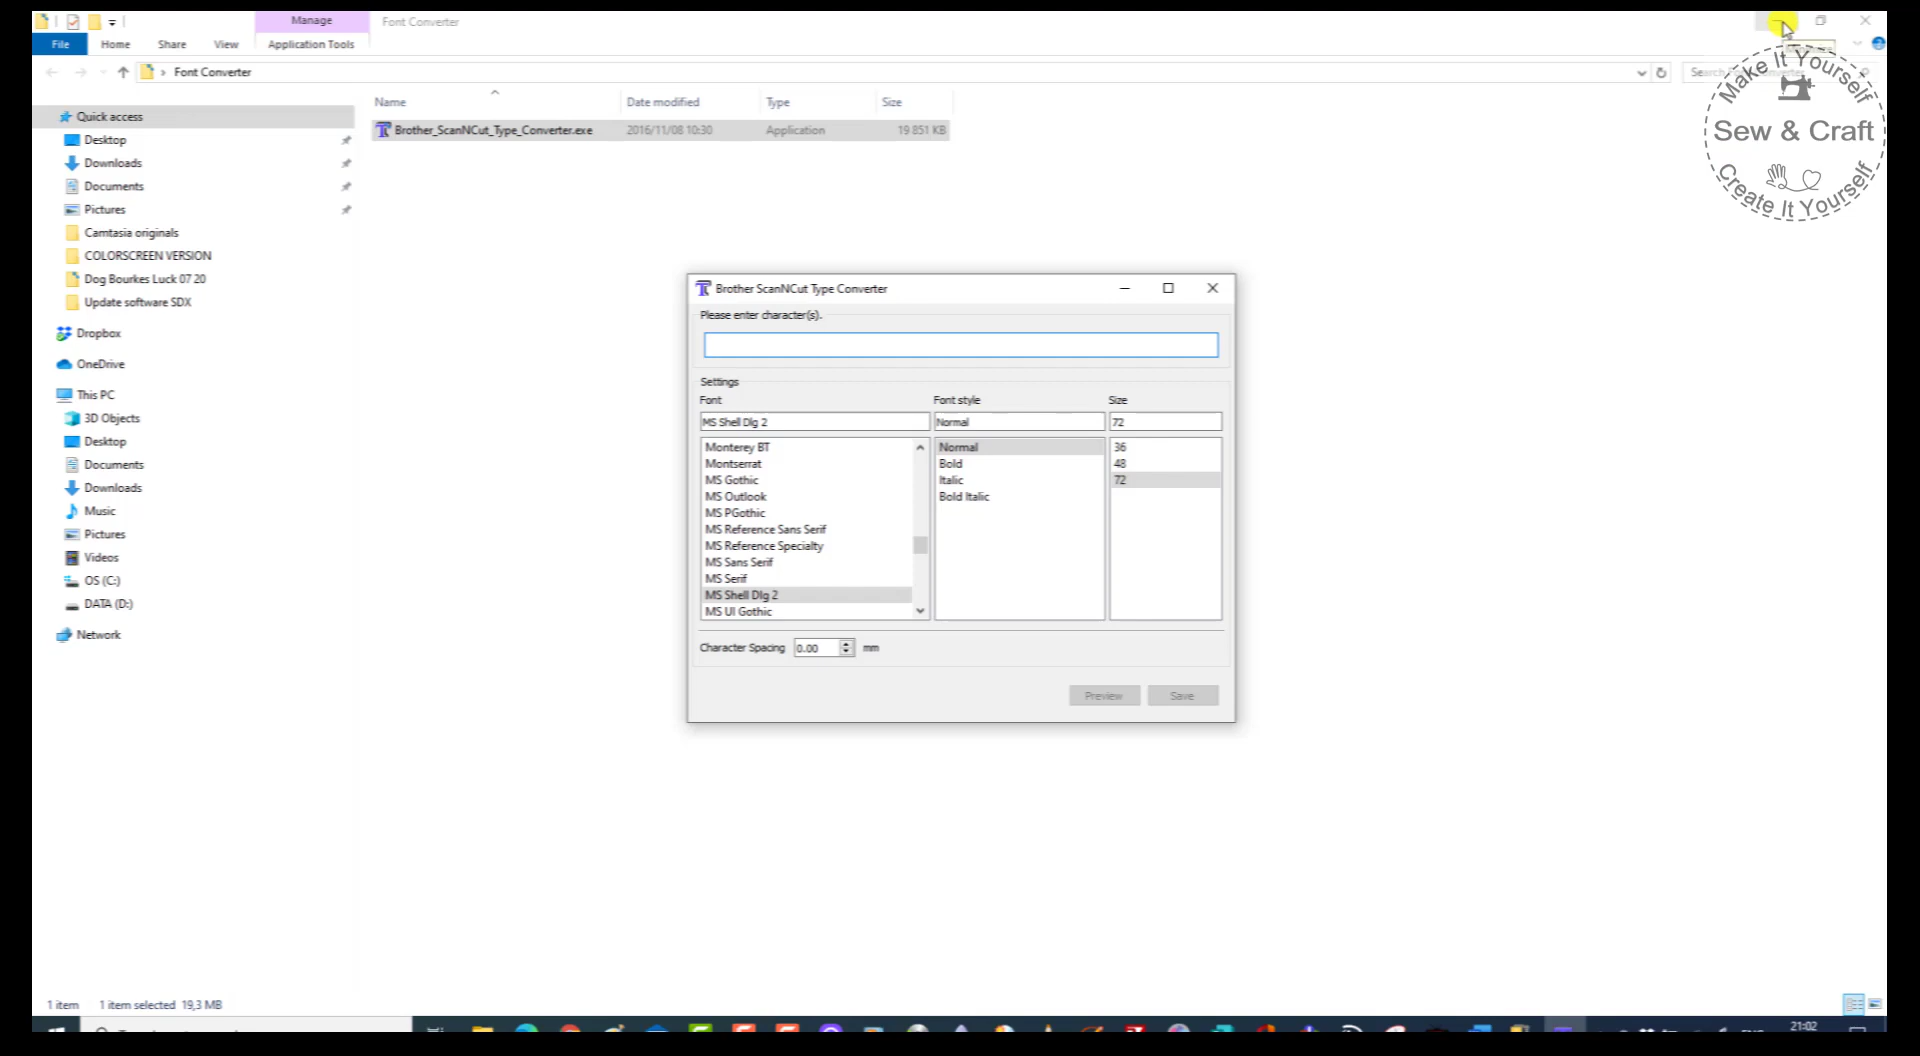 Manage
Font Converter
File
Home
Share
View
Application Tools
Font Converter
Make It Yourself
Sew & Craft
Create It Yourself
Name
Date modified
Type
Size
Brother_ScanNCut_Type_Converter.exe
2016/11/08 10:30
Application
19 851 KB
Quick access
Desktop
Downloads
Documents
Pictures
Camtasia originals
COLORSCREEN VERSION
Dog Bourkes Luck 07 20
Update software SDX
Dropbox
OneDrive
This PC
3D Objects
Desktop
Documents
Downloads
Music
Pictures
Videos
OS (C:)
DATA (D:)
Network
Brother ScanNCut Type Converter
Please enter character(s).
Settings
Font
Font style
Size
MS Shell Dlg 2
Normal
72
Monterey BT
Montserrat
MS Gothic
MS Outlook
MS PGothic
MS Reference Sans Serif
MS Reference Specialty
MS Sans Serif
MS Serif
MS Shell Dlg 2
MS UI Gothic
Normal
Bold
Italic
Bold Italic
36
48
72
Character Spacing
0.00
mm
Preview
Save
1 item
1 item selected 19,3 MB
21:02